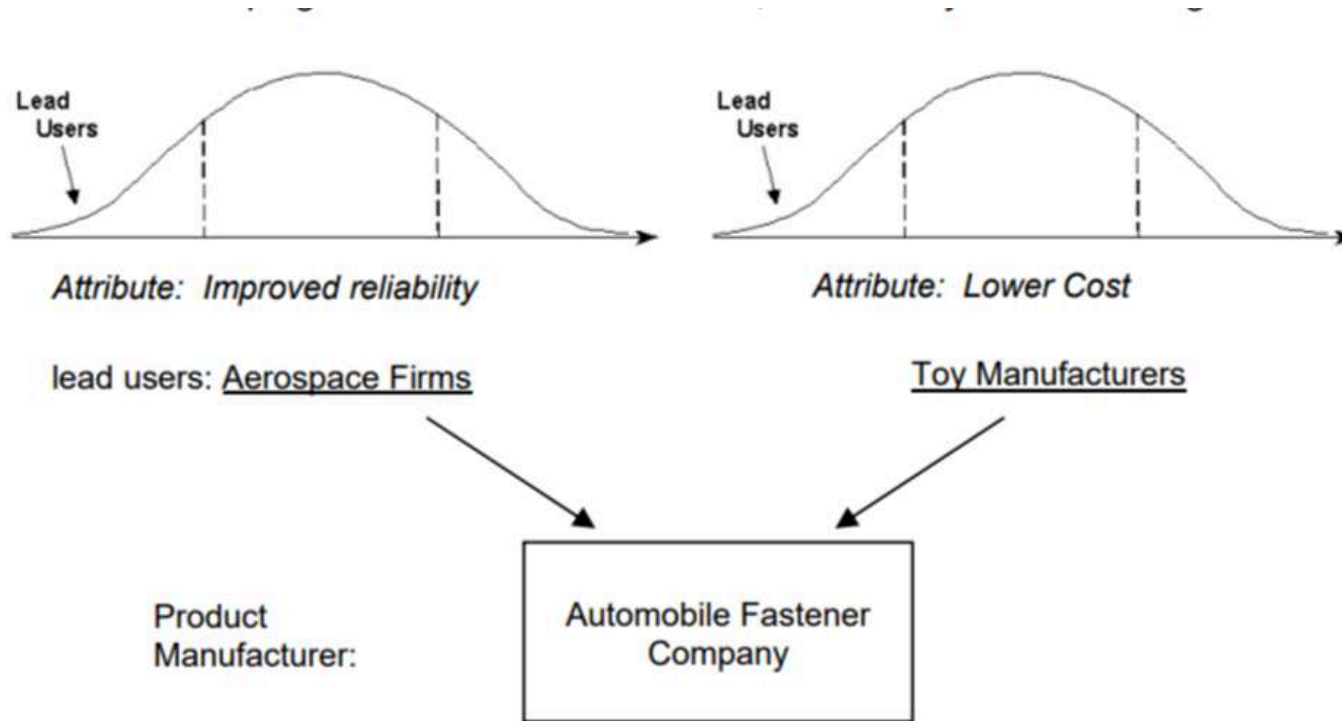 Lead
Users
Lead
Users
Attribute: Improved reliability
Attribute: Lower Cost
lead users: Aerospace Firms
Toy Manufacturers
Product
Manufacturer:
Automobile Fastener
Company